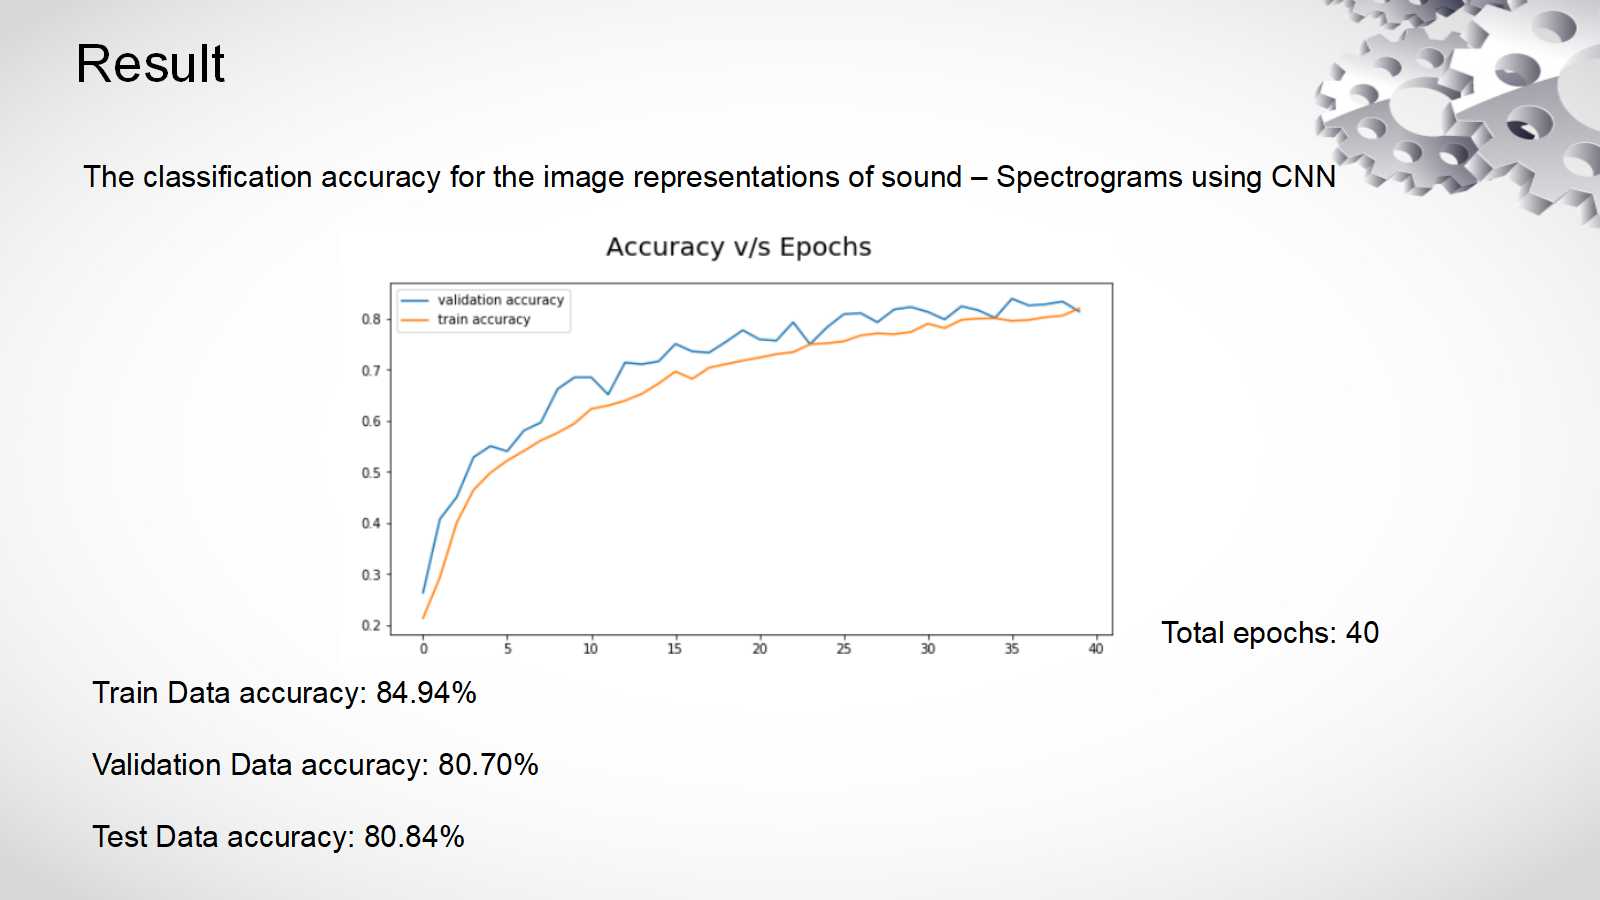 Result
The classification accuracy for the image representations of sound – Spectrograms using CNN
Accuracy v/s Epochs
validation accuracy
train accuracy
0.8
0.7
0.6
0.5
0.4
0.3
0.2
0 5 10 15 20 25 30 35 40
Total epochs: 40
Train Data accuracy: 84.94%
Validation Data accuracy: 80.70%
Test Data accuracy: 80.84%